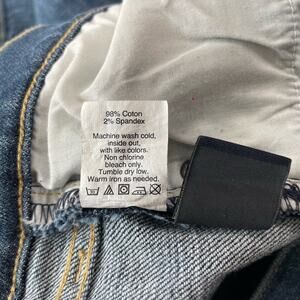 98% Coton
2% Spandex
Machine wash cold,
inside out,
with like colors.
Non chlorine
bleach only.
Tumble dry low.
Warm iron as needed.